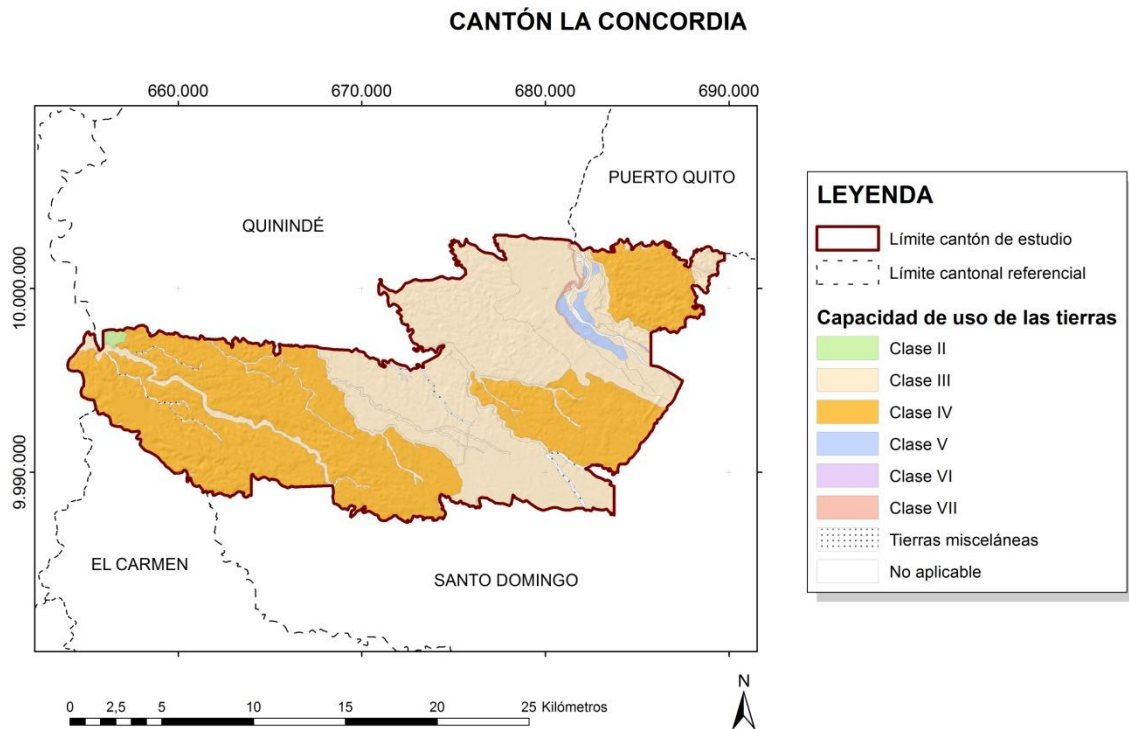 CANTÓN LA CONCORDIA
660.000
670.000
680.000
690.000
10.000.000
9.990.000
PUERTO QUITO
QUININDÉ
EL CARMEN
SANTO DOMINGO
LEYENDA
Límite cantón de estudio
Límite cantonal referencial
Capacidad de uso de las tierras
Clase II
Clase III
Clase IV
Clase V
Clase VI
Clase VII
Tierras misceláneas
No aplicable
0 2,5 5 10 15 20 25 Kilómetros
N